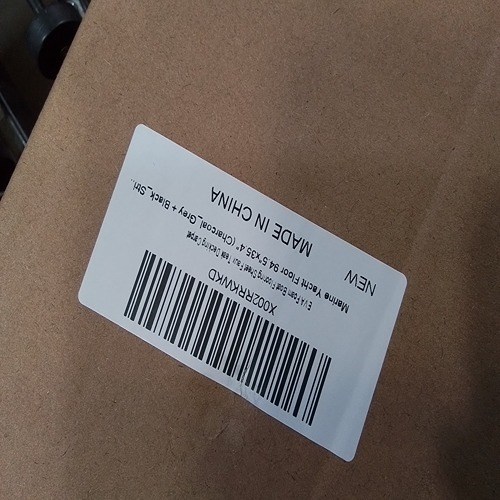 X002RRKWKD
EVA Foam Boat Flooring Sheet Faux Teak Decking Carpet
Marine Yacht Floor 94.5"x35.4" (Charcoal_Grey + Black_Stri...
NEW
MADE IN CHINA